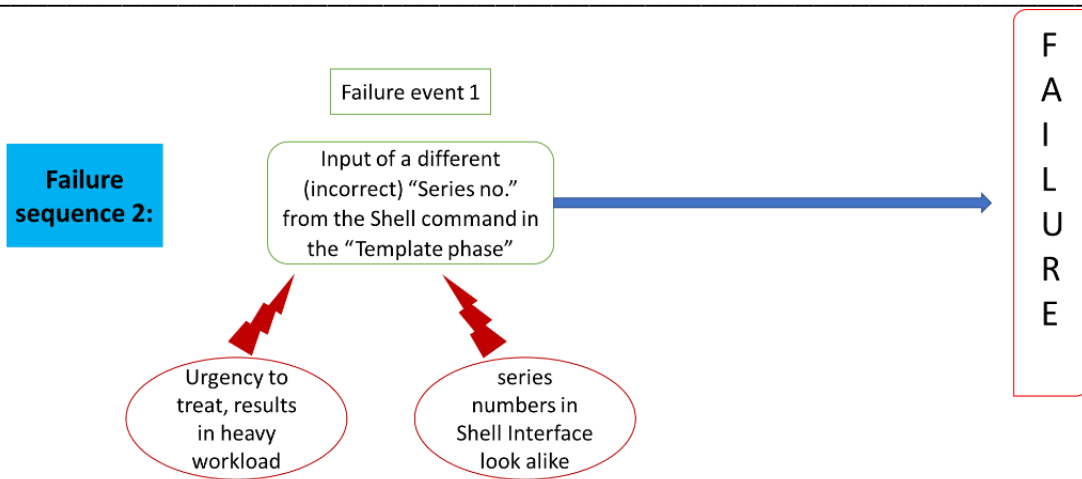 Failure event 1
Failure
sequence 2:
Input of a different
(incorrect) “Series no.”
from the Shell command in
the “Template phase”
Urgency to
treat, results
in heavy
workload
series
numbers in
Shell Interface
look alike
F
A
I
L
U
R
E